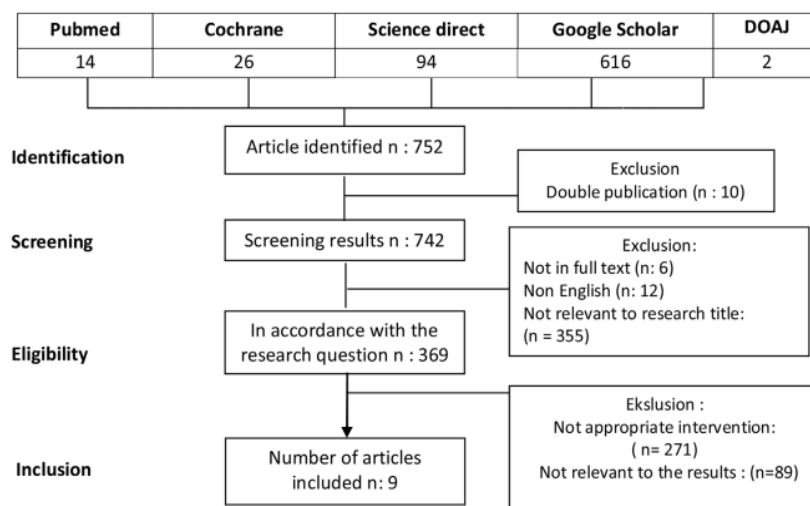 Pubmed Cochrane Science direct Google Scholar DOAJ
14 26 94 616 2
Identification
Article identified n : 752
Exclusion
Double publication (n : 10)
Screening
Screening results n : 742
Exclusion:
Not in full text (n: 6)
Non English (n: 12)
Not relevant to research title:
(n = 355)
Eligibility
In accordance with the
research question n : 369
Ekslusion :
Not appropriate intervention:
( n= 271)
Not relevant to the results : (n=89)
Inclusion
Number of articles
included n: 9